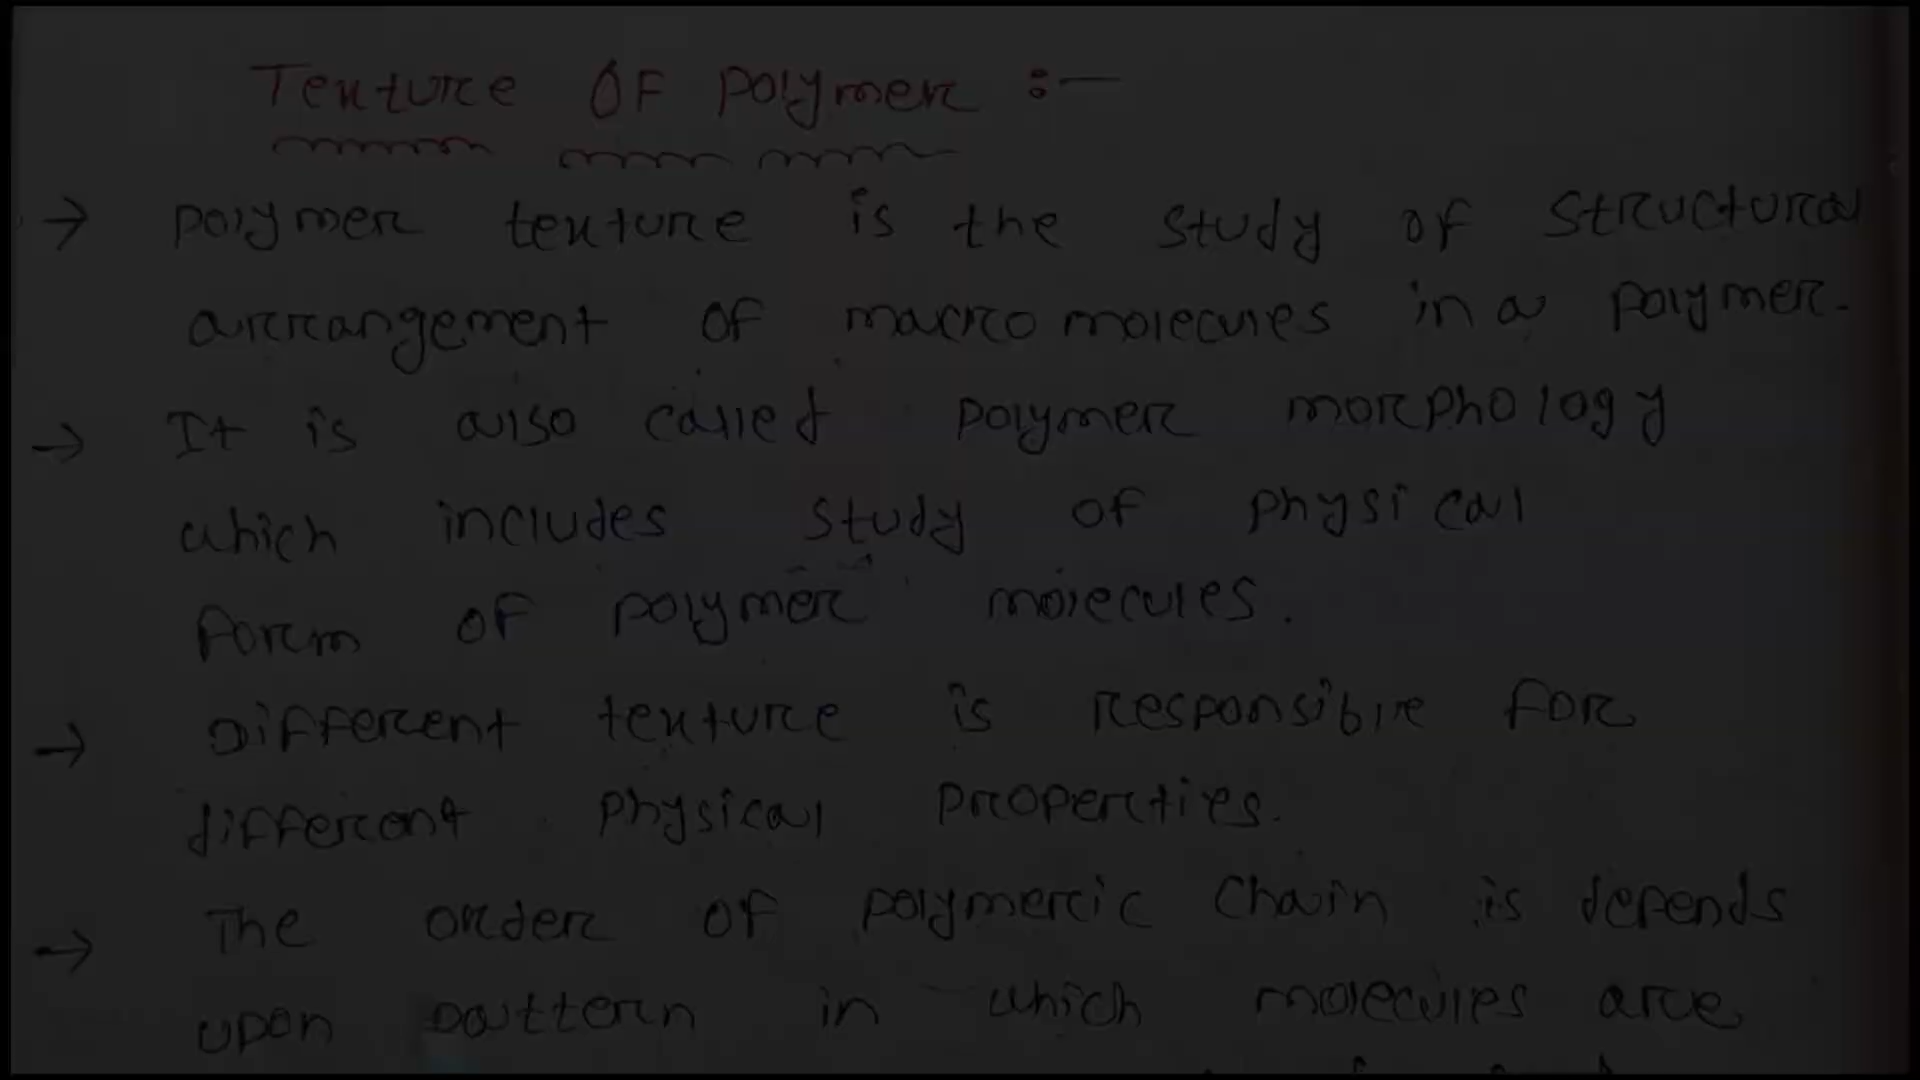 Texture OF Polymer :-
→ Polymer texture is the study of structural
arrangement of macro molecules in a polymer.
→ It is also called polymer morphology
which includes study of physical
form of polymer molecules.
→ Different texture is responsible for
different physical properties.
→ The order of polymeric chain is depends
upon pattern in which molecules are